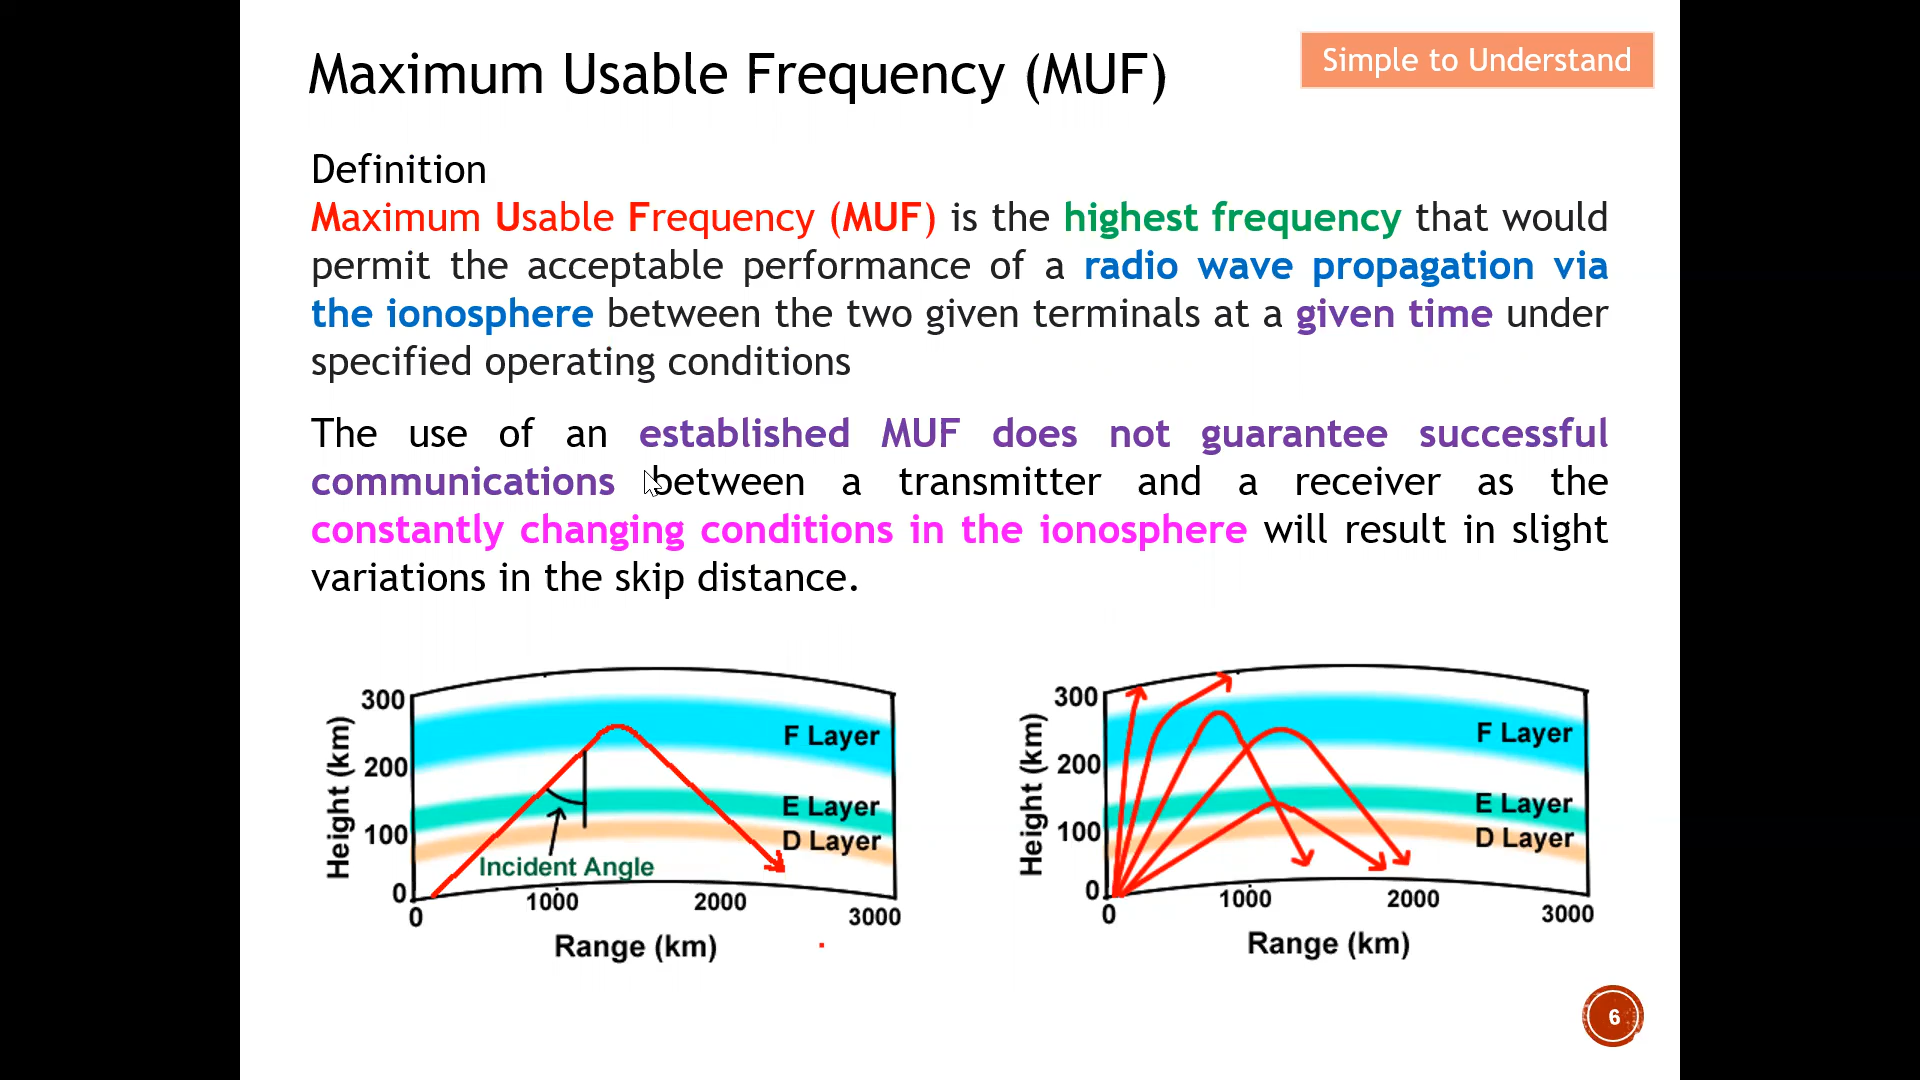 Maximum Usable Frequency (MUF)
Simple to Understand
Definition
Maximum Usable Frequency (MUF) is the highest frequency that would
permit the acceptable performance of a radio wave propagation via
the ionosphere between the two given terminals at a given time under
specified operating conditions
The use of an established MUF does not guarantee successful
communications between a transmitter and a receiver as the
constantly changing conditions in the ionosphere will result in slight
variations in the skip distance.
300
200
100
0
Height (km)
F Layer
E Layer
D Layer
Incident Angle
0
1000
2000
3000
Range (km)
300
200
100
0
Height (km)
F Layer
E Layer
D Layer
0
1000
2000
3000
Range (km)
6